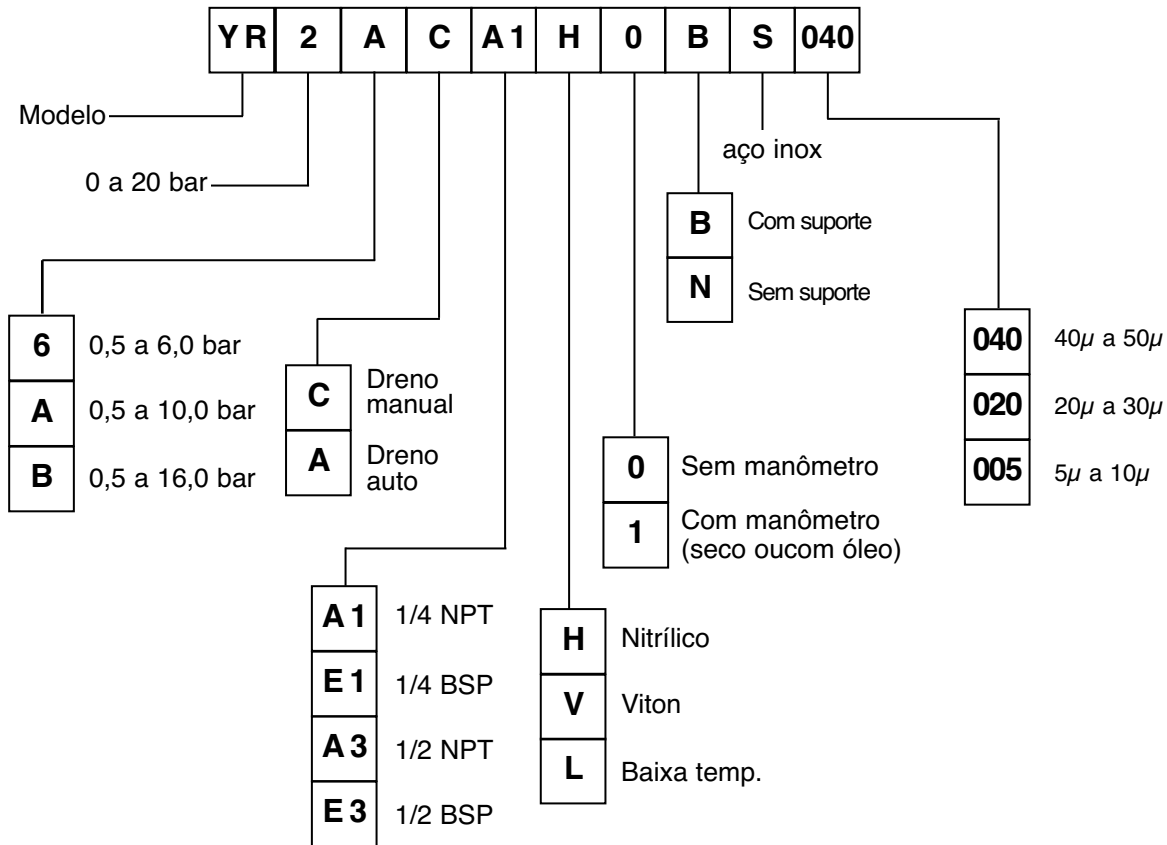 YR 2 A C A1 H 0 B S 040
Modelo
0 a 20 bar
aço inox
B Com suporte
N Sem suporte
6 0,5 a 6,0 bar
A 0,5 a 10,0 bar
B 0,5 a 16,0 bar
C Dreno
manual
A Dreno
auto
040 40µ a 50µ
020 20µ a 30µ
005 5µ a 10µ
0 Sem manômetro
1 Com manômetro
(seco oucom óleo)
A1 1/4 NPT
E1 1/4 BSP
A3 1/2 NPT
E3 1/2 BSP
H Nitrílico
V Viton
L Baixa temp.